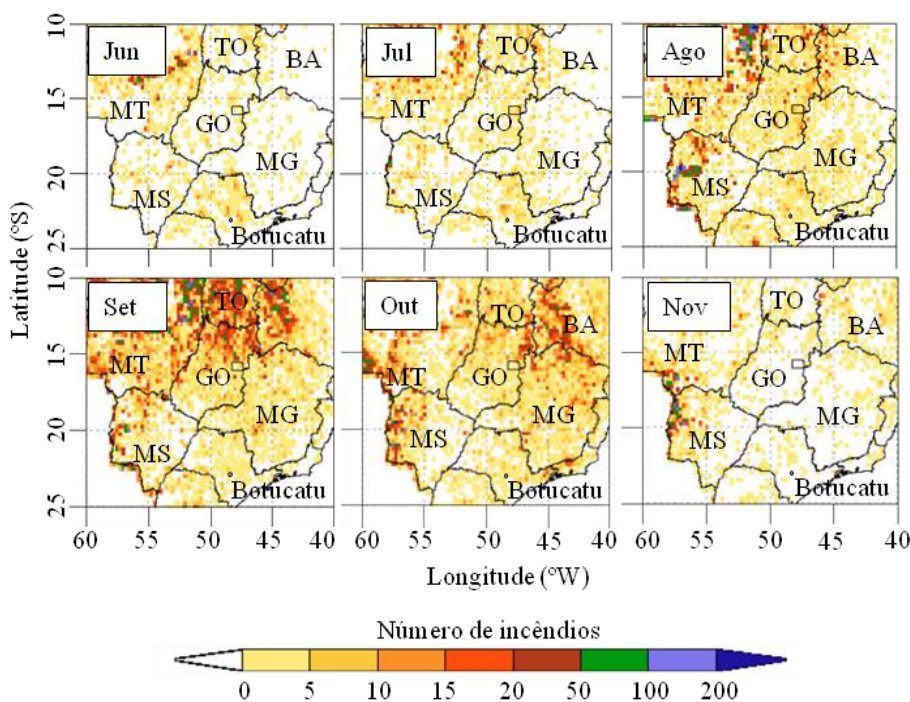 10
15
20
25
Jun
TO
BA
MT
GO
MG
MS
Botucatu
Jul
TO
BA
MT
GO
MG
MS
Botucatu
Ago
TO
BA
MT
GO
MG
MS
Botucatu
Latitude (°S)
10
15
20
25
Set
TO
MT
GO
MG
MS
Botucatu
Out
TO
BA
MT
GO
MG
MS
Botucatu
Nov
TO
BA
MT
GO
MG
MS
Botucatu
60 55 50 45 40
60 55 50 45 40
60 55 50 45 40
Longitude (°W)
Número de incêndios
0 5 10 15 20 50 100 200